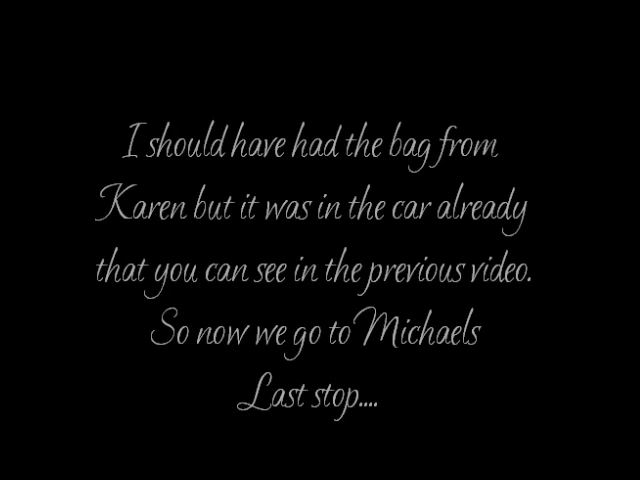 I should have had the bag from
Karen but it was in the car already
that you can see in the previous video.
So now we go to Michaels
Last stop....